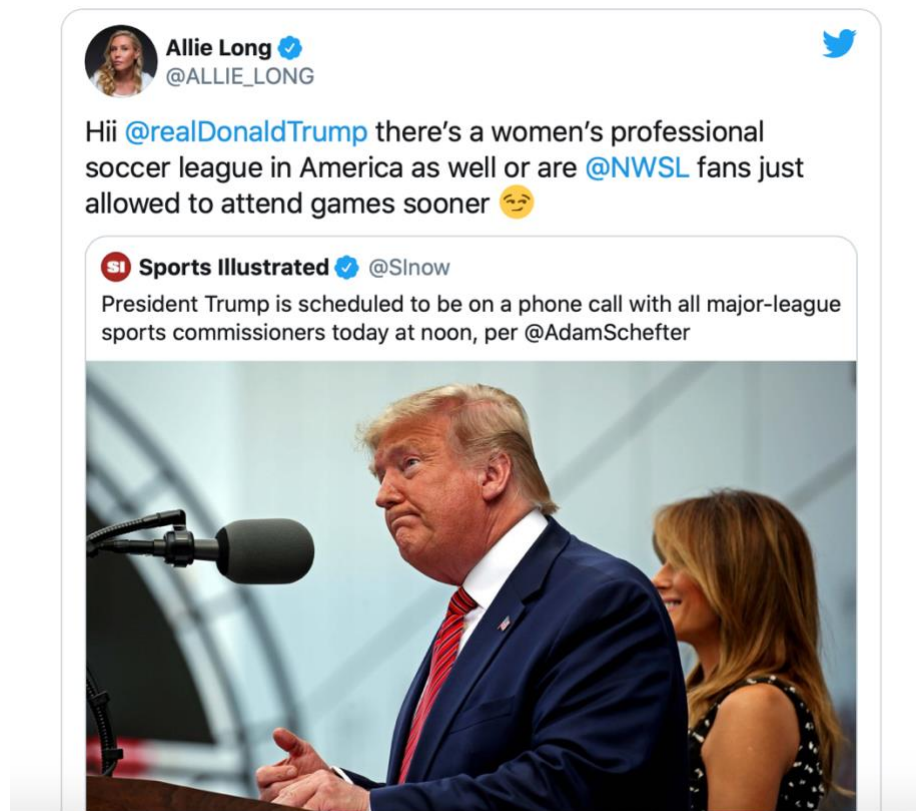 Allie Long
@ALLIE_LONG
Hii @realDonaldTrump there's a women's professional
soccer league in America as well or are @NWSL fans just
allowed to attend games sooner 😏
SI Sports Illustrated @SInow
President Trump is scheduled to be on a phone call with all major-league
sports commissioners today at noon, per @AdamSchefter